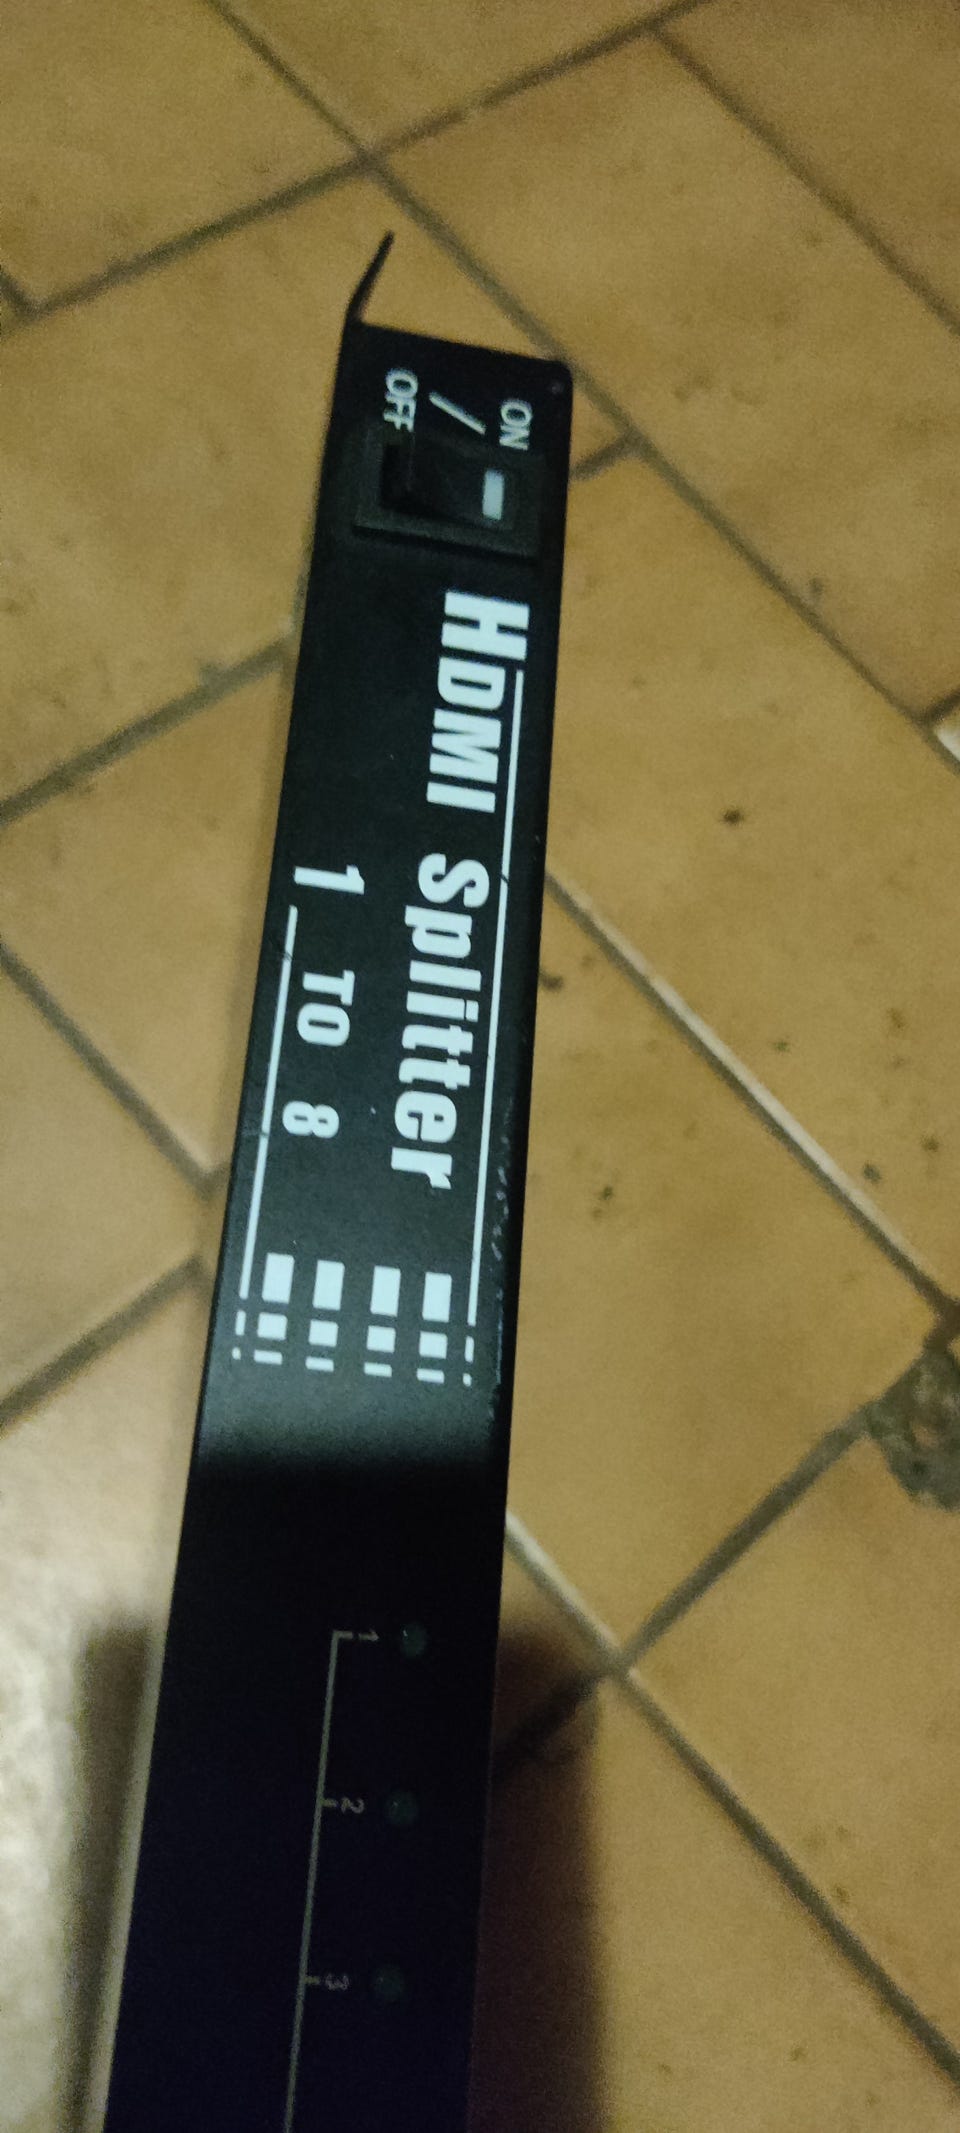 ON
/
OFF
HDMI Splitter
1 TO 8
1 2 3